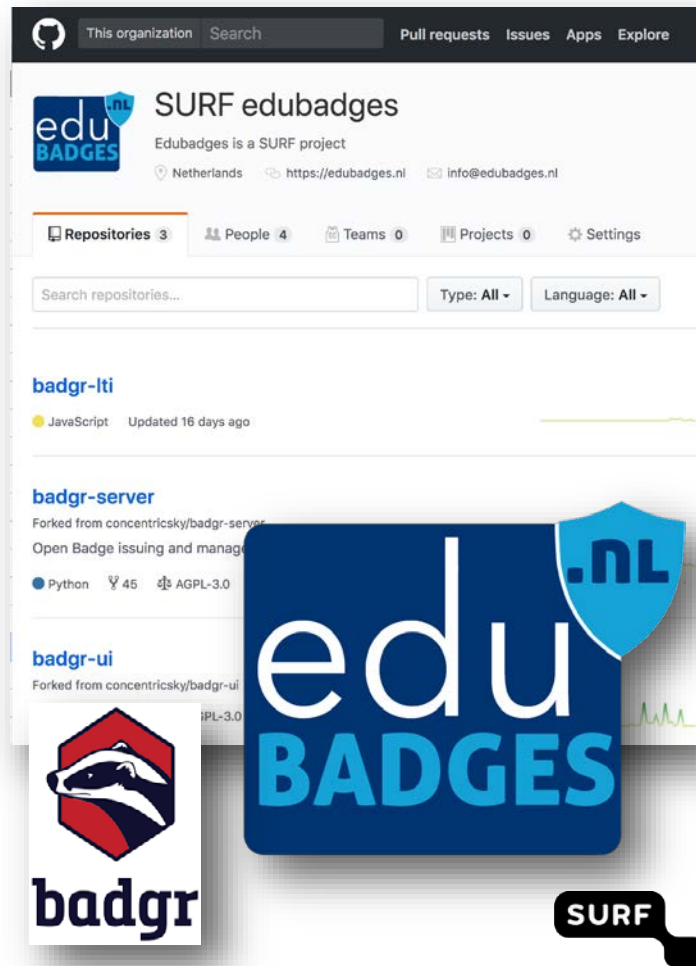 This organization Search Pull requests Issues Apps Explore
edu .nL
BADGES
SURF edubadges
Edubadges is a SURF project
Netherlands https://edubadges.nl info@edubadges.nl
Repositories 3 People 4 Teams 0 Projects 0 Settings
Search repositories... Type: All Language: All
badgr-lti
JavaScript Updated 16 days ago
badgr-server
Forked from concentricsky/badgr-server
Open Badge issuing and manage
Python 45 AGPL-3.0
badgr-ui
Forked from concentricsky/badgr-ui
GPL-3.0
edu .nL
BADGES
badgr
SURF